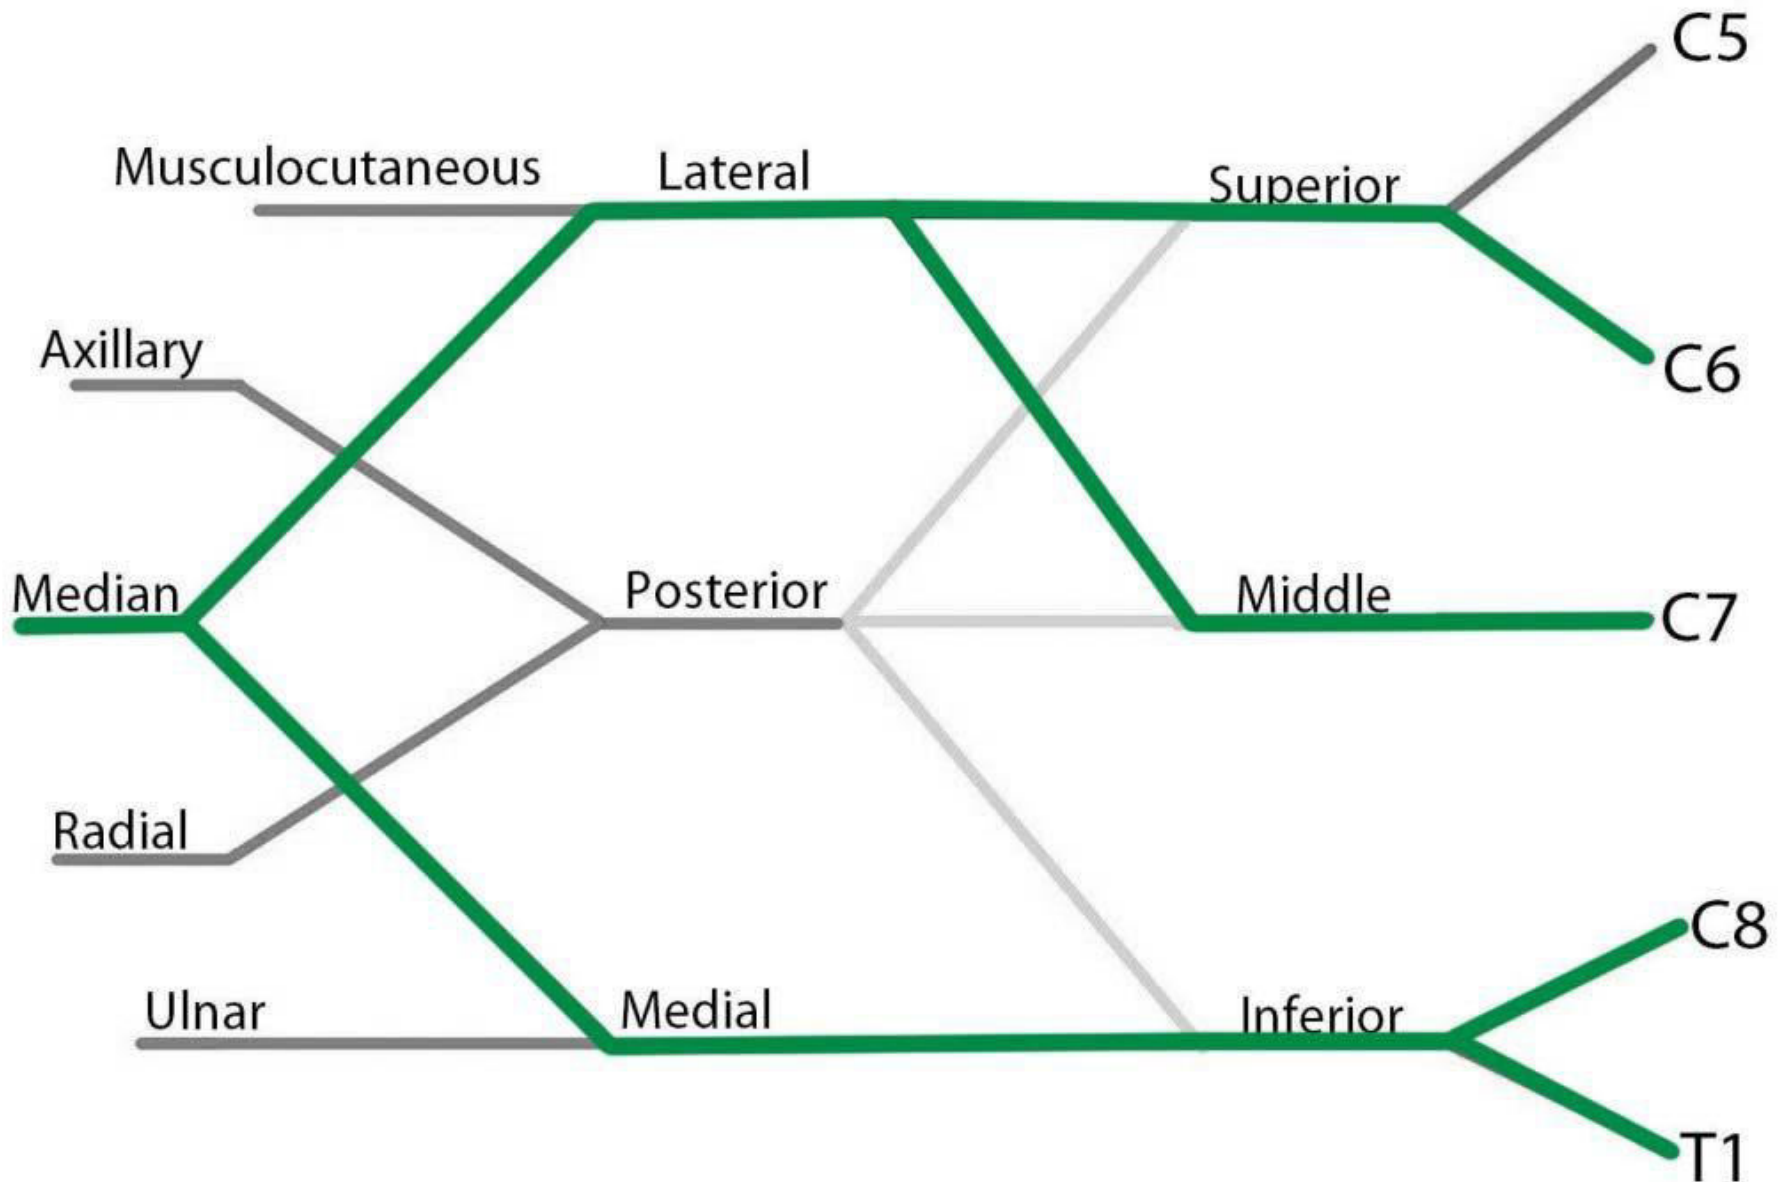 C5
Musculocutaneous
Lateral
Superior
Axillary
C6
Median
Posterior
Middle
C7
Radial
C8
Ulnar
Medial
Inferior
T1